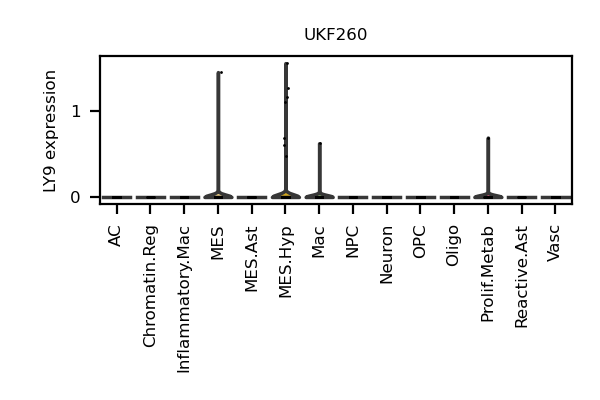 UKF260
LY9 expression
1
0
AC
Chromatin.Reg
Inflammatory.Mac
MES
MES.Ast
MES.Hyp
Mac
NPC
Neuron
OPC
Oligo
Prolif.Metab
Reactive.Ast
Vasc